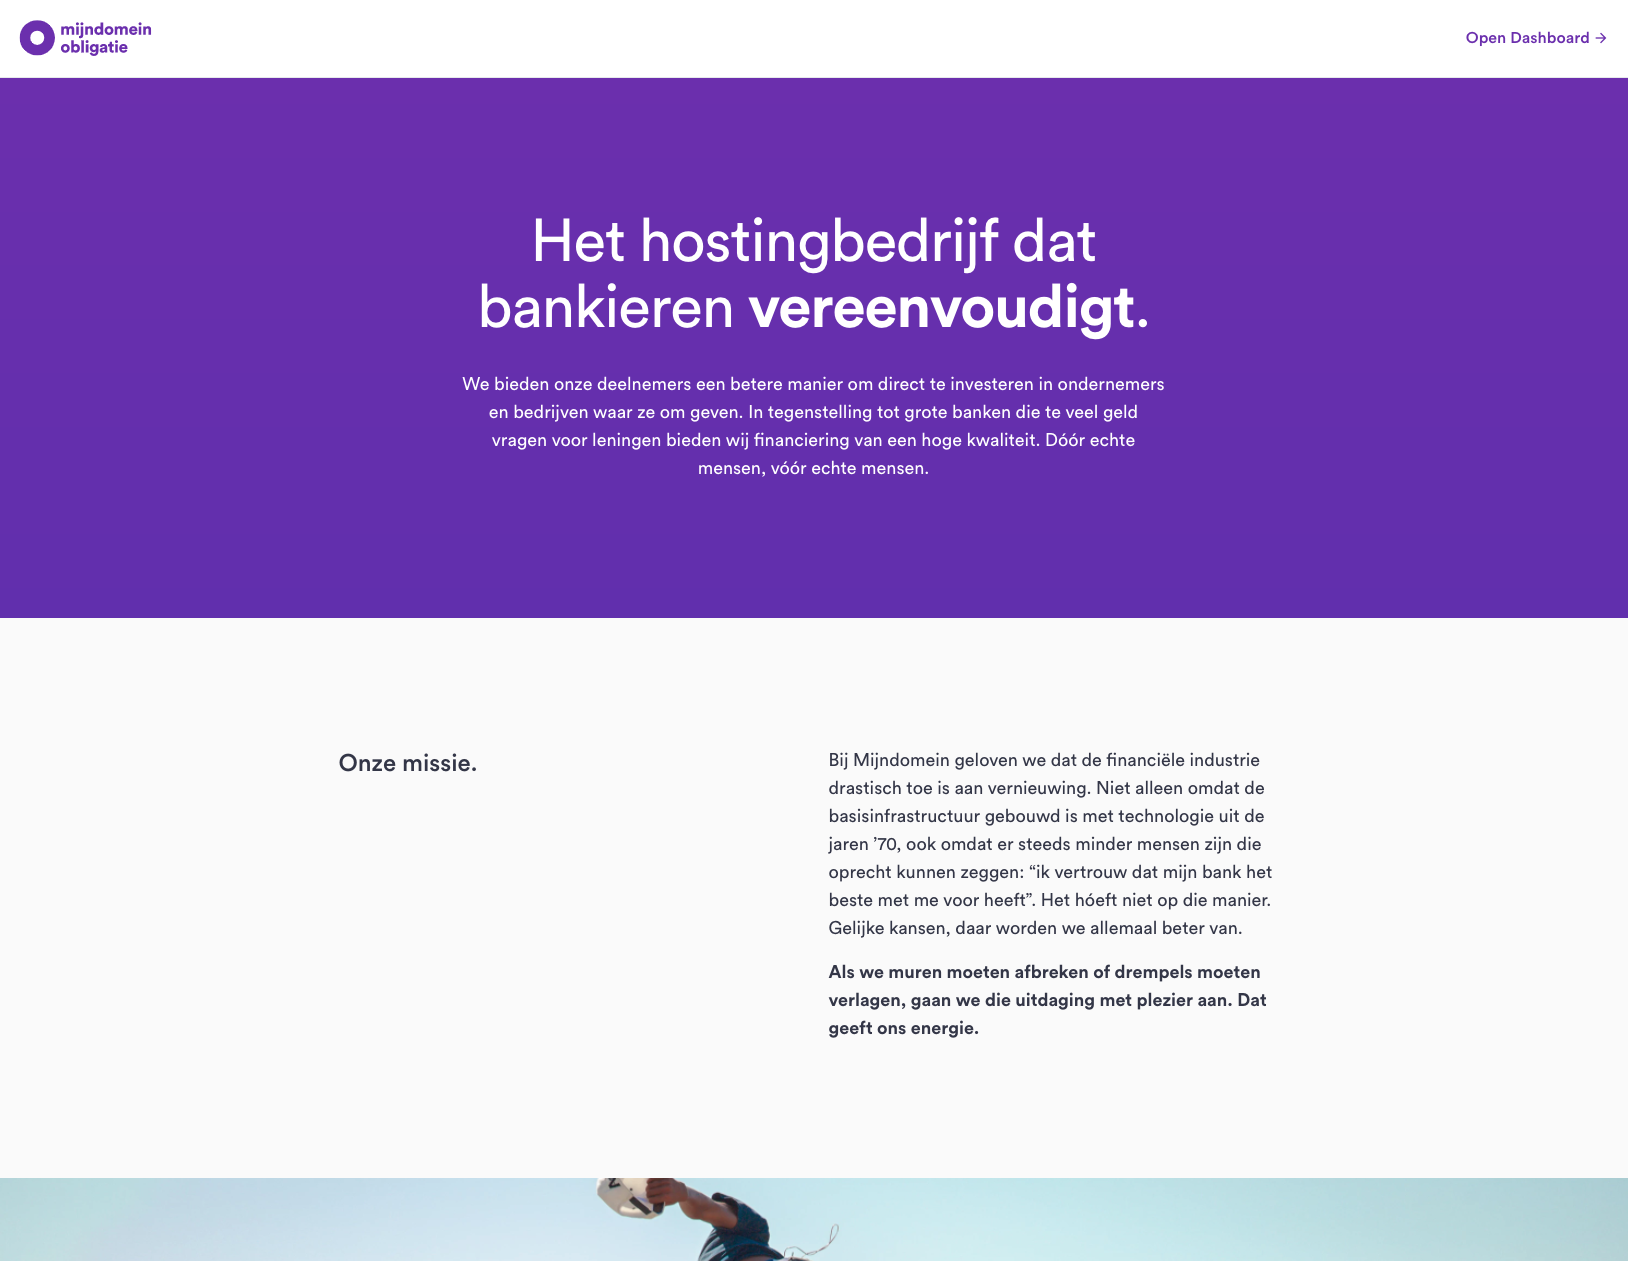 mijndomein
obligatie
Open Dashboard →
Het hostingbedrijf dat
bankieren vereenvoudigt.
We bieden onze deelnemers een betere manier om direct te investeren in ondernemers
en bedrijven waar ze om geven. In tegenstelling tot grote banken die te veel geld
vragen voor leningen bieden wij financiering van een hoge kwaliteit. Dóór echte
mensen, vóór echte mensen.
Onze missie.
Bij Mijndomein geloven we dat de financiële industrie
drastisch toe is aan vernieuwing. Niet alleen omdat de
basisinfrastructuur gebouwd is met technologie uit de
jaren ’70, ook omdat er steeds minder mensen zijn die
oprecht kunnen zeggen: “ik vertrouw dat mijn bank het
beste met me voor heeft”. Het hóeft niet op die manier.
Gelijke kansen, daar worden we allemaal beter van.
Als we muren moeten afbreken of drempels moeten
verlagen, gaan we die uitdaging met plezier aan. Dat
geeft ons energie.